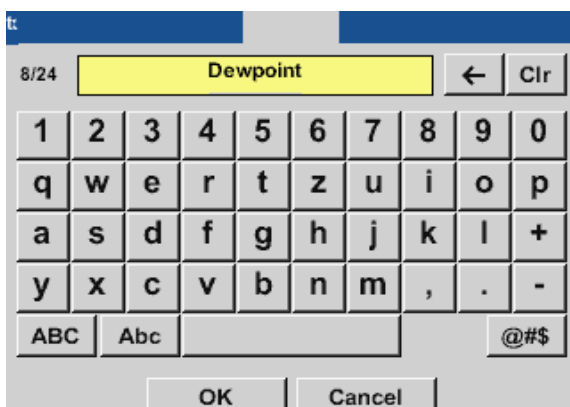 8/24 Dewpoint ← Clr
1 2 3 4 5 6 7 8 9 0
q w e r t z u i o p
a s d f g h j k l +
y x c v b n m , . -
ABC Abc @#$
OK Cancel